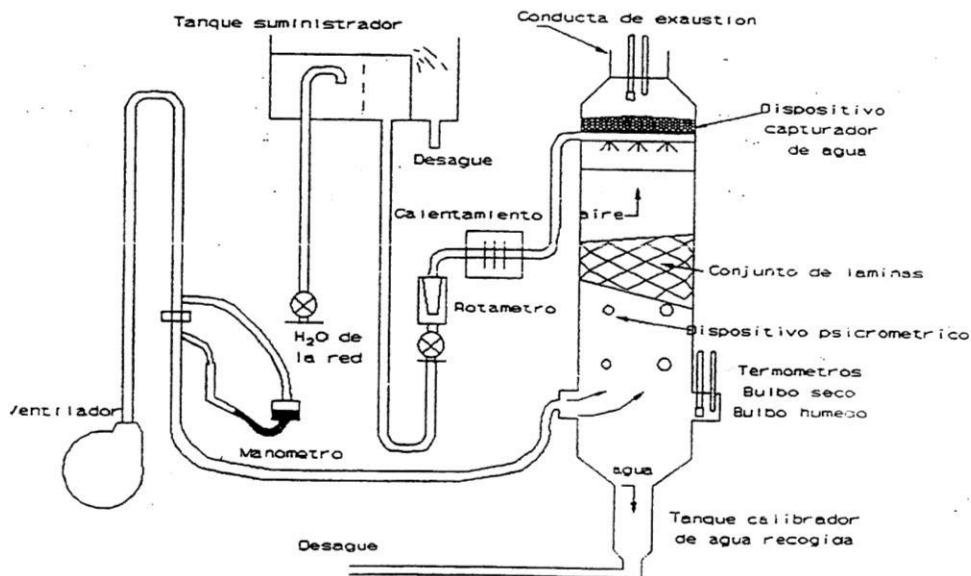 Conducta de exaustion
Tanque suministrador
Dispositivo
capturador
de agua
Desague
Calentamiento
aire
Conjunto de laminas
Rotametro
H₂O de
la red
Dispositivo psicrometrico
Termometros
Bulbo seco
Bulbo humeco
Ventilador
Manometro
agua
Tanque calibrador
de agua recogida
Desague